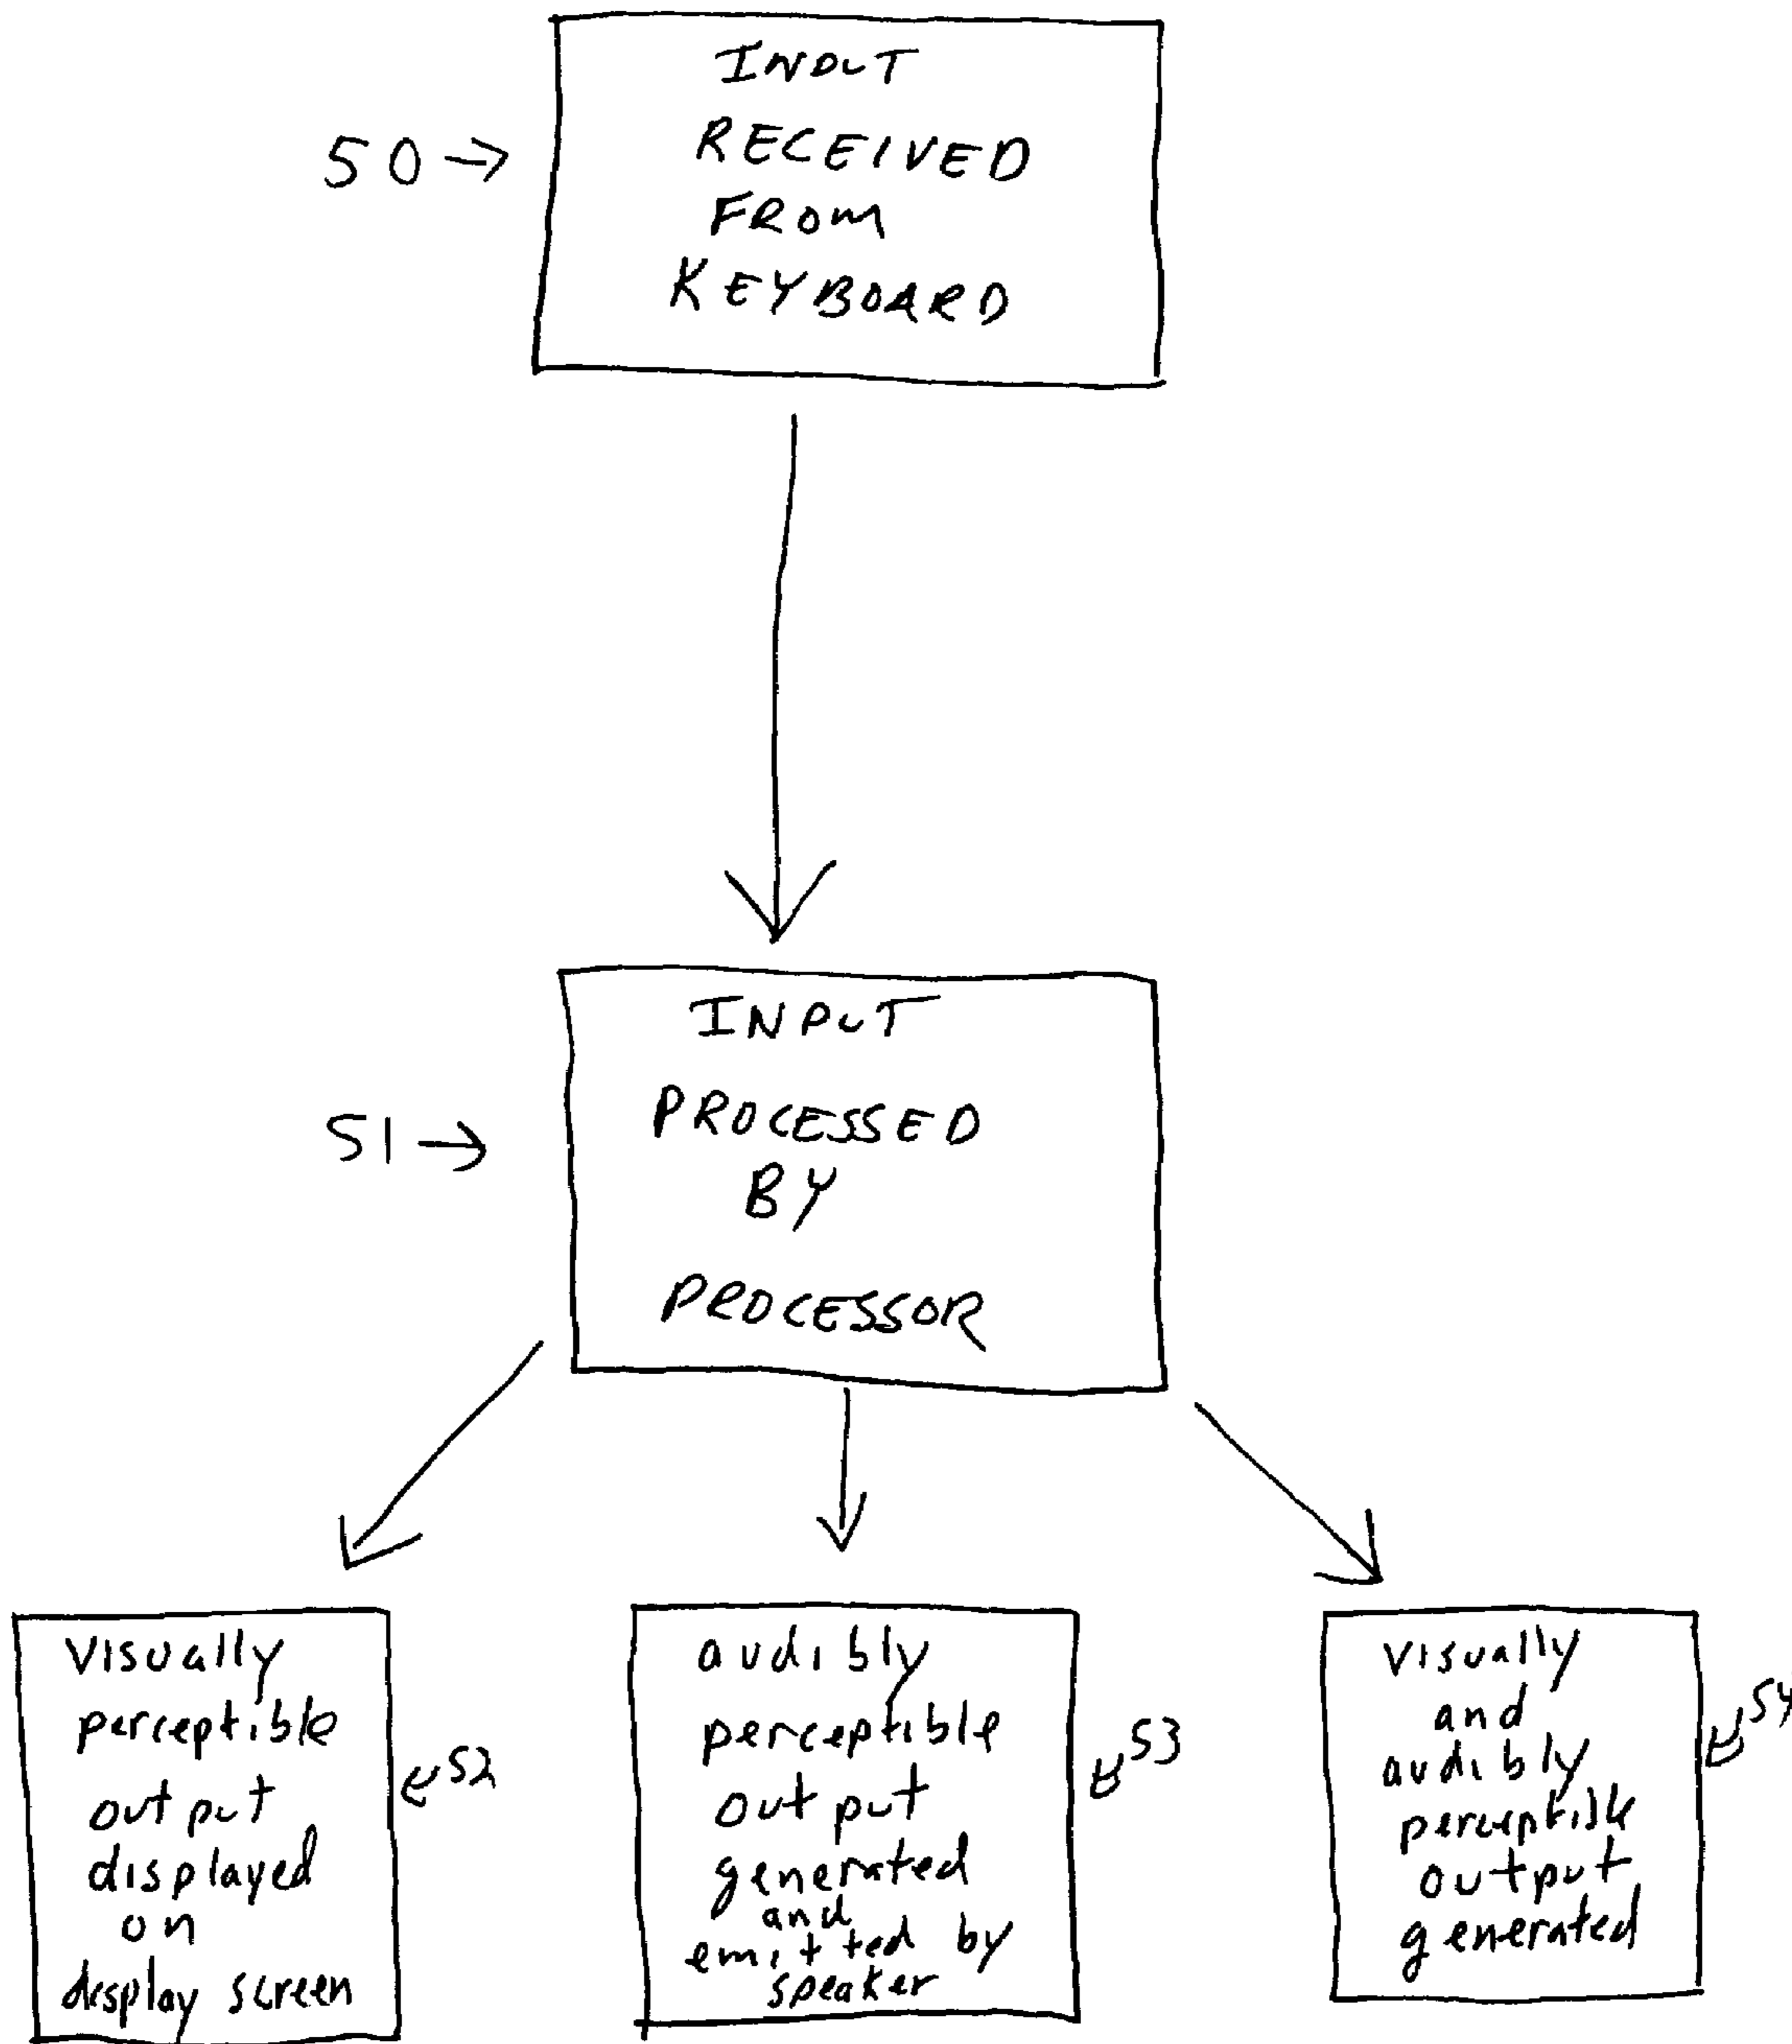 INPUT
50 → RECEIVED
FROM
KEYBOARD
INPUT
51 → PROCESSED
BY
PROCESSOR
visually
perceptible
output
displayed
on
display screen
52
audibly
perceptible
output
generated
and
emitted by
speaker
53
visually
and
audibly
perceptible
output
generated
54